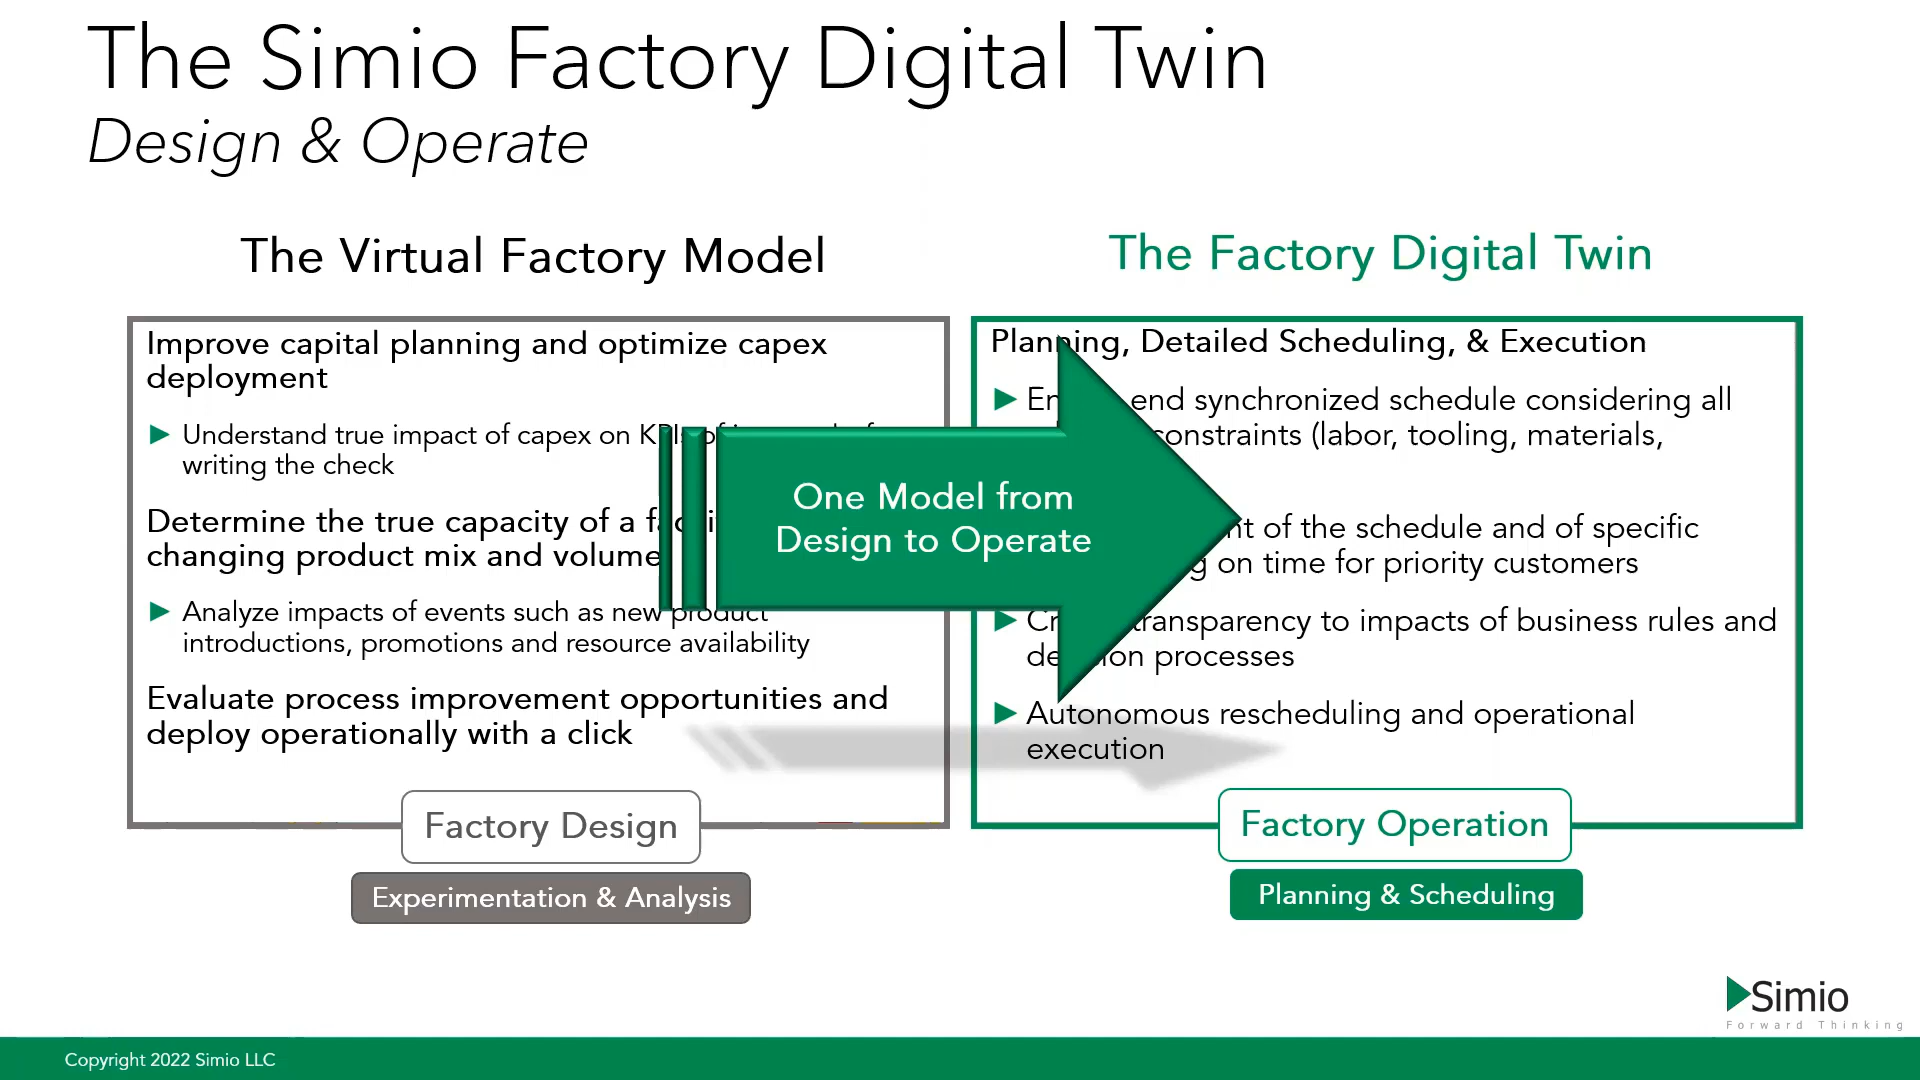 The Simio Factory Digital Twin
Design & Operate
The Virtual Factory Model
Improve capital planning and optimize capex
deployment
Understand true impact of capex on KPIs of
writing the check
Determine the true capacity of a
changing product mix and volume
Analyze impacts of events such as new product
introductions, promotions and resource availability
Evaluate process improvement opportunities and
deploy operationally with a click
Factory Design
Experimentation & Analysis
One Model from
Design to Operate
The Factory Digital Twin
Planning, Detailed Scheduling, & Execution
end synchronized schedule considering all
constraints (labor, tooling, materials,
of the schedule and of specific
on time for priority customers
transparency to impacts of business rules and
processes
Autonomous rescheduling and operational
execution
Factory Operation
Planning & Scheduling
Simio
Forward Thinking
Copyright 2022 Simio LLC